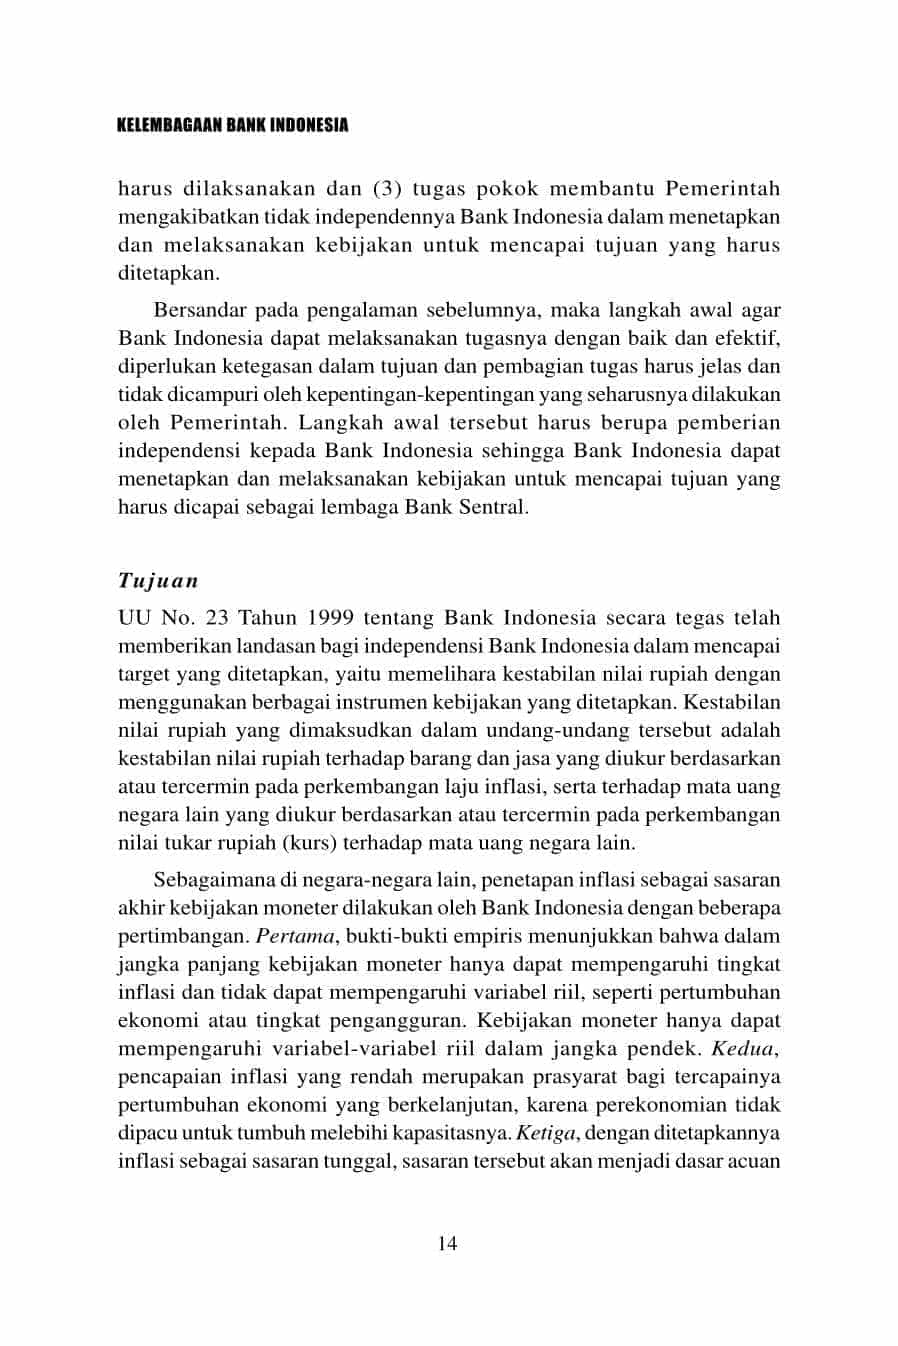 KELEMBAGAAN BANK INDONESIA
harus dilaksanakan dan (3) tugas pokok membantu Pemerintah
mengakibatkan tidak independennya Bank Indonesia dalam menetapkan
dan melaksanakan kebijakan untuk mencapai tujuan yang harus
ditetapkan.
Bersandar pada pengalaman sebelumnya, maka langkah awal agar
Bank Indonesia dapat melaksanakan tugasnya dengan baik dan efektif,
diperlukan ketegasan dalam tujuan dan pembagian tugas harus jelas dan
tidak dicampuri oleh kepentingan-kepentingan yang seharusnya dilakukan
oleh Pemerintah. Langkah awal tersebut harus berupa pemberian
independensi kepada Bank Indonesia sehingga Bank Indonesia dapat
menetapkan dan melaksanakan kebijakan untuk mencapai tujuan yang
harus dicapai sebagai lembaga Bank Sentral.
Tujuan
UU No. 23 Tahun 1999 tentang Bank Indonesia secara tegas telah
memberikan landasan bagi independensi Bank Indonesia dalam mencapai
target yang ditetapkan, yaitu memelihara kestabilan nilai rupiah dengan
menggunakan berbagai instrumen kebijakan yang ditetapkan. Kestabilan
nilai rupiah yang dimaksudkan dalam undang-undang tersebut adalah
kestabilan nilai rupiah terhadap barang dan jasa yang diukur berdasarkan
atau tercermin pada perkembangan laju inflasi, serta terhadap mata uang
negara lain yang diukur berdasarkan atau tercermin pada perkembangan
nilai tukar rupiah (kurs) terhadap mata uang negara lain.
Sebagaimana di negara-negara lain, penetapan inflasi sebagai sasaran
akhir kebijakan moneter dilakukan oleh Bank Indonesia dengan beberapa
pertimbangan. Pertama, bukti-bukti empiris menunjukkan bahwa dalam
jangka panjang kebijakan moneter hanya dapat mempengaruhi tingkat
inflasi dan tidak dapat mempengaruhi variabel riil, seperti pertumbuhan
ekonomi atau tingkat pengangguran. Kebijakan moneter hanya dapat
mempengaruhi variabel-variabel riil dalam jangka pendek. Kedua,
pencapaian inflasi yang rendah merupakan prasyarat bagi tercapainya
pertumbuhan ekonomi yang berkelanjutan, karena perekonomian tidak
dipacu untuk tumbuh melebihi kapasitasnya. Ketiga, dengan ditetapkannya
inflasi sebagai sasaran tunggal, sasaran tersebut akan menjadi dasar acuan
14